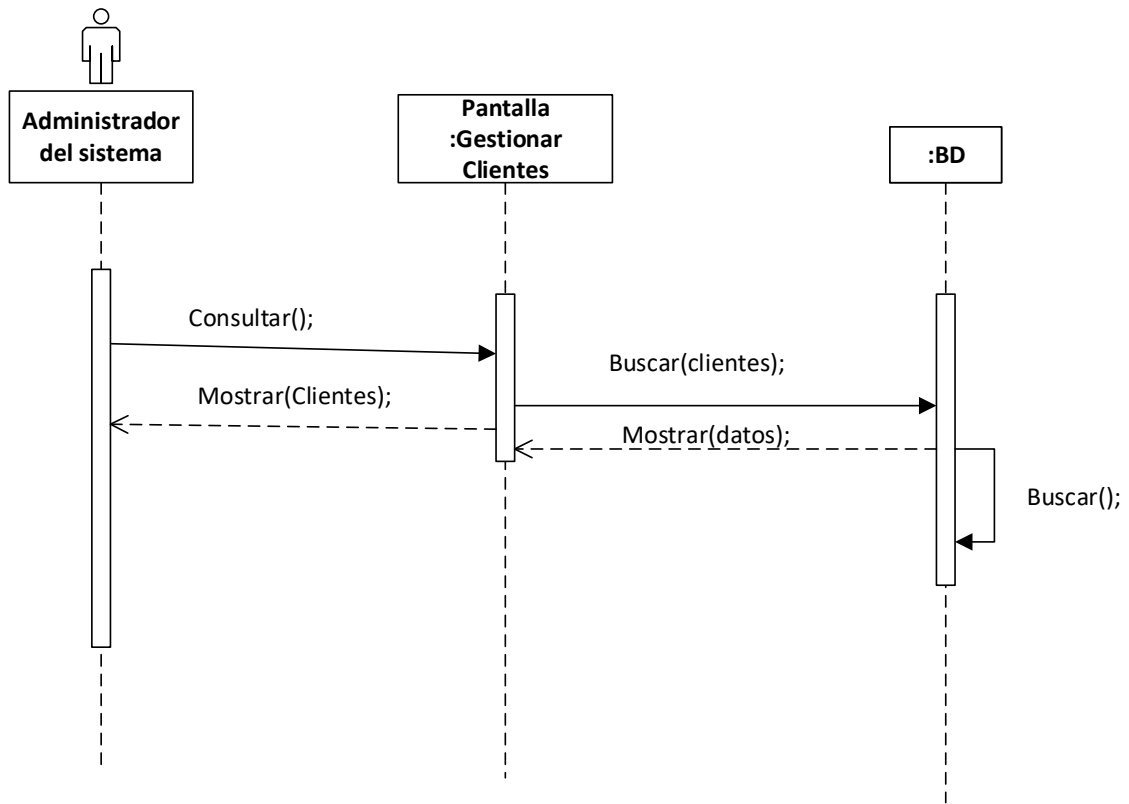 Administrador
del sistema
Pantalla
:Gestionar
Clientes
:BD
Consultar();
Buscar(clientes);
Mostrar(Clientes);
Mostrar(datos);
Buscar();